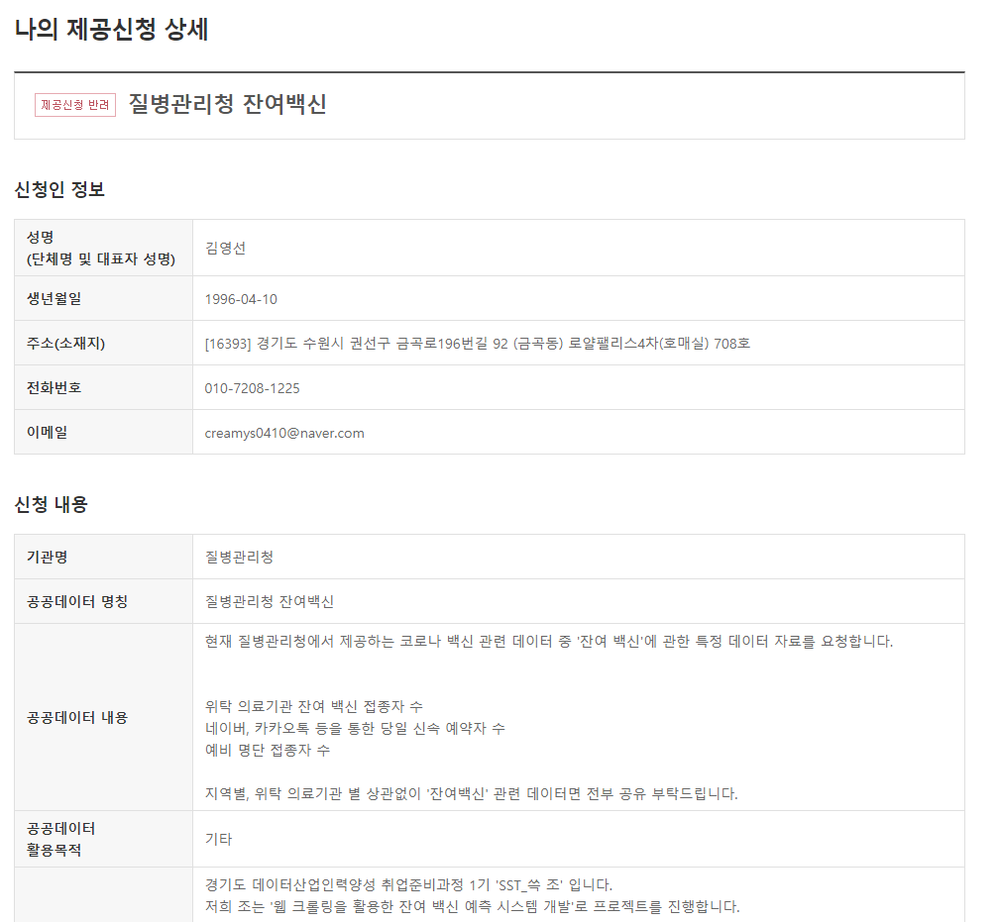 나의 제공신청 상세
제공신청 반려 질병관리청 잔여백신
신청인 정보
성명
(단체명 및 대표자 성명)
김영선
생년월일 1996-04-10
주소(소재지) [16393] 경기도 수원시 권선구 금곡로196번길 92 (금곡동) 로얄팰리스4차(호매실) 708호
전화번호 010-7208-1225
이메일 creamys0410@naver.com
신청 내용
기관명 질병관리청
공공데이터 명칭 질병관리청 잔여백신
공공데이터 내용
현재 질병관리청에서 제공하는 코로나 백신 관련 데이터 중 '잔여 백신'에 관한 특정 데이터 자료를 요청합니다.
위탁 의료기관 잔여 백신 접종자 수
네이버, 카카오톡 등을 통한 당일 신속 예약자 수
예비 명단 접종자 수
지역별, 위탁 의료기관 별 상관없이 '잔여백신' 관련 데이터면 전부 공유 부탁드립니다.
공공데이터
활용목적
기타
경기도 데이터산업인력양성 취업준비과정 1기 'SST_쓱 조' 입니다.
저희 조는 '웹 크롤링을 활용한 잔여 백신 예측 시스템 개발'로 프로젝트를 진행합니다.